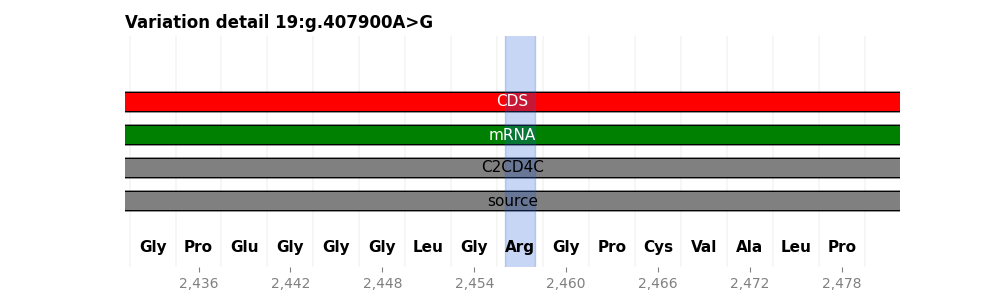 Variation detail 19:g.407900A>G
CDS
mRNA
C2CD4C
source
Gly Pro Glu Gly Gly Gly Leu Gly Arg Gly Pro Cys Val Ala Leu Pro
2,436 2,442 2,448 2,454 2,460 2,466 2,472 2,478